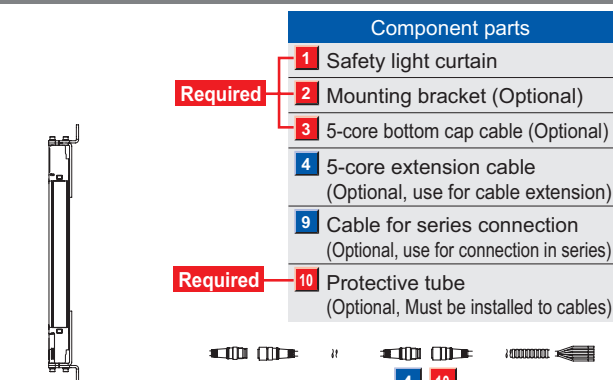 Component parts
1 Safety light curtain
Required 2 Mounting bracket (Optional)
3 5-core bottom cap cable (Optional)
4 5-core extension cable
(Optional, use for cable extension)
9 Cable for series connection
(Optional, use for connection in series)
Required 10 Protective tube
(Optional, Must be installed to cables)
4 10